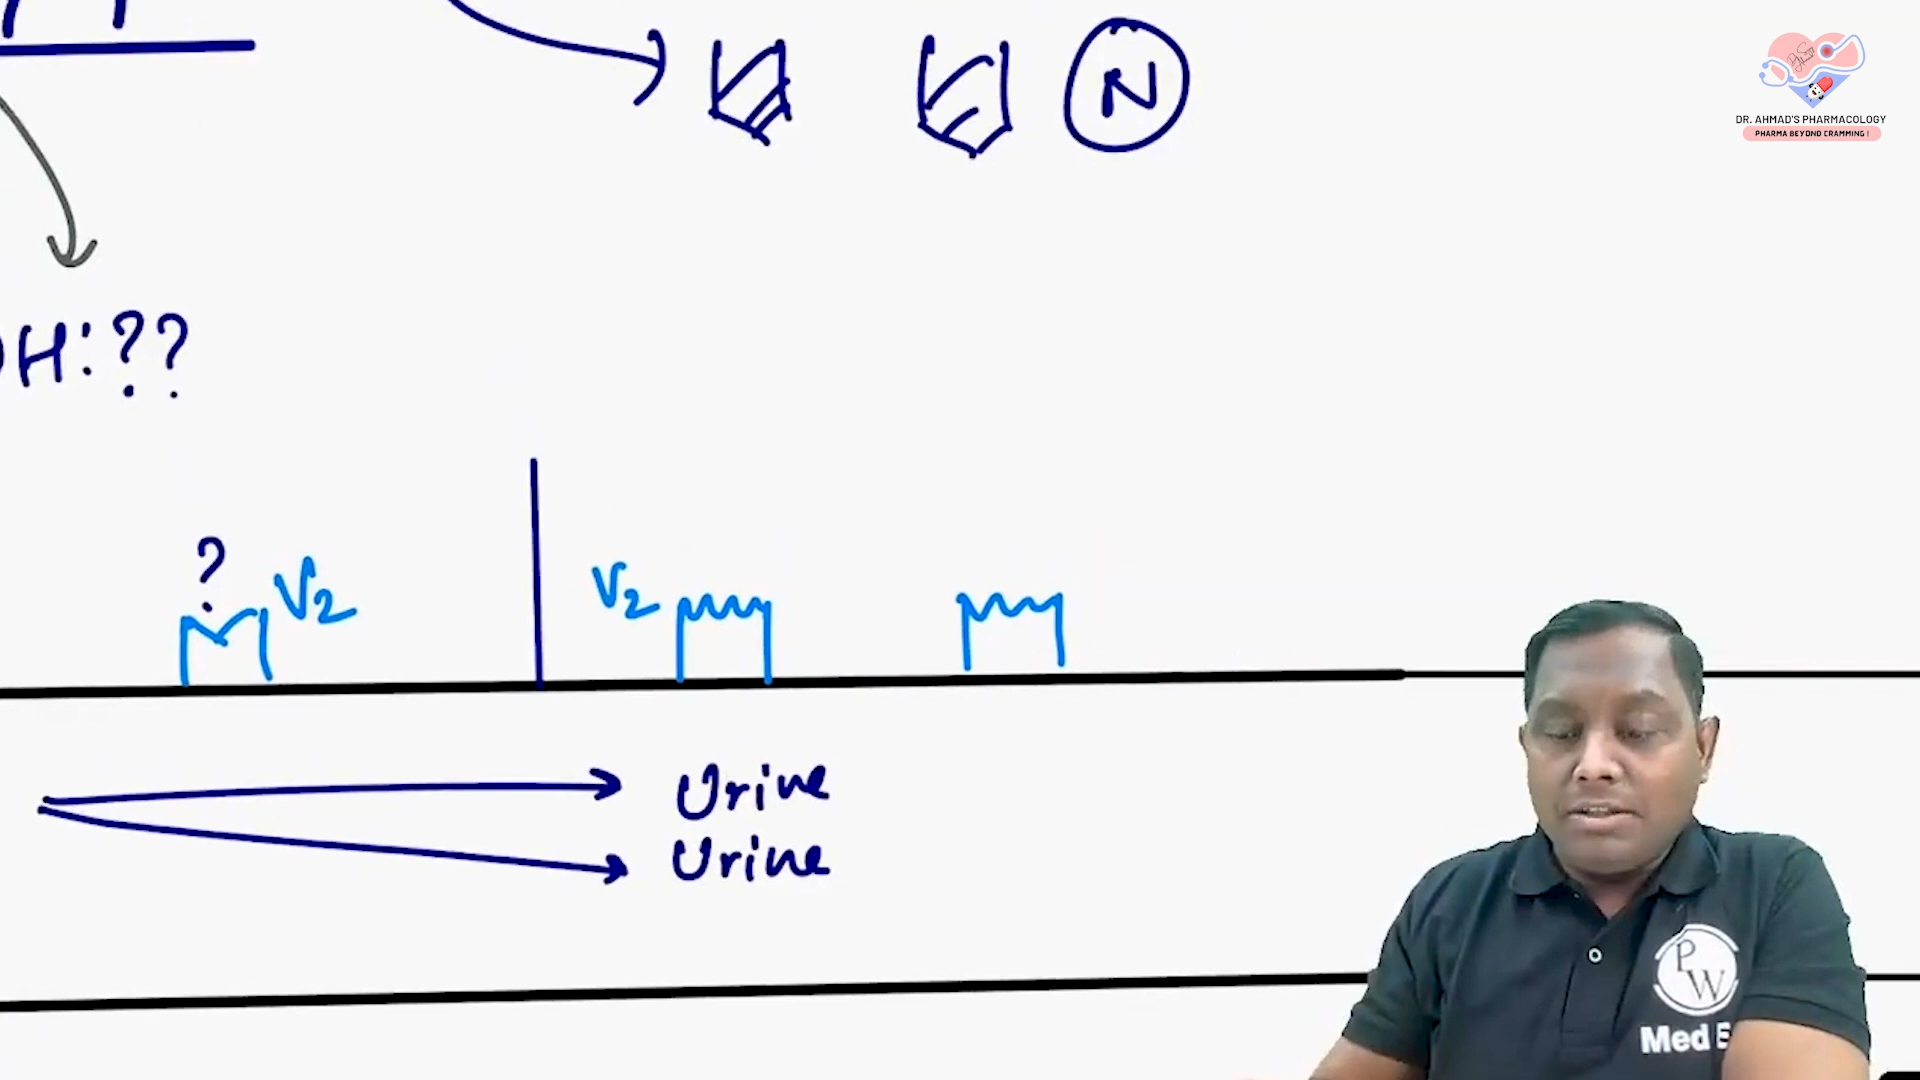 N
DR. AHMAD'S PHARMACOLOGY
PHARMA BEYOND CRAMMING !
H:??
?
V2
V2
Urine
Urine
PW
Med E